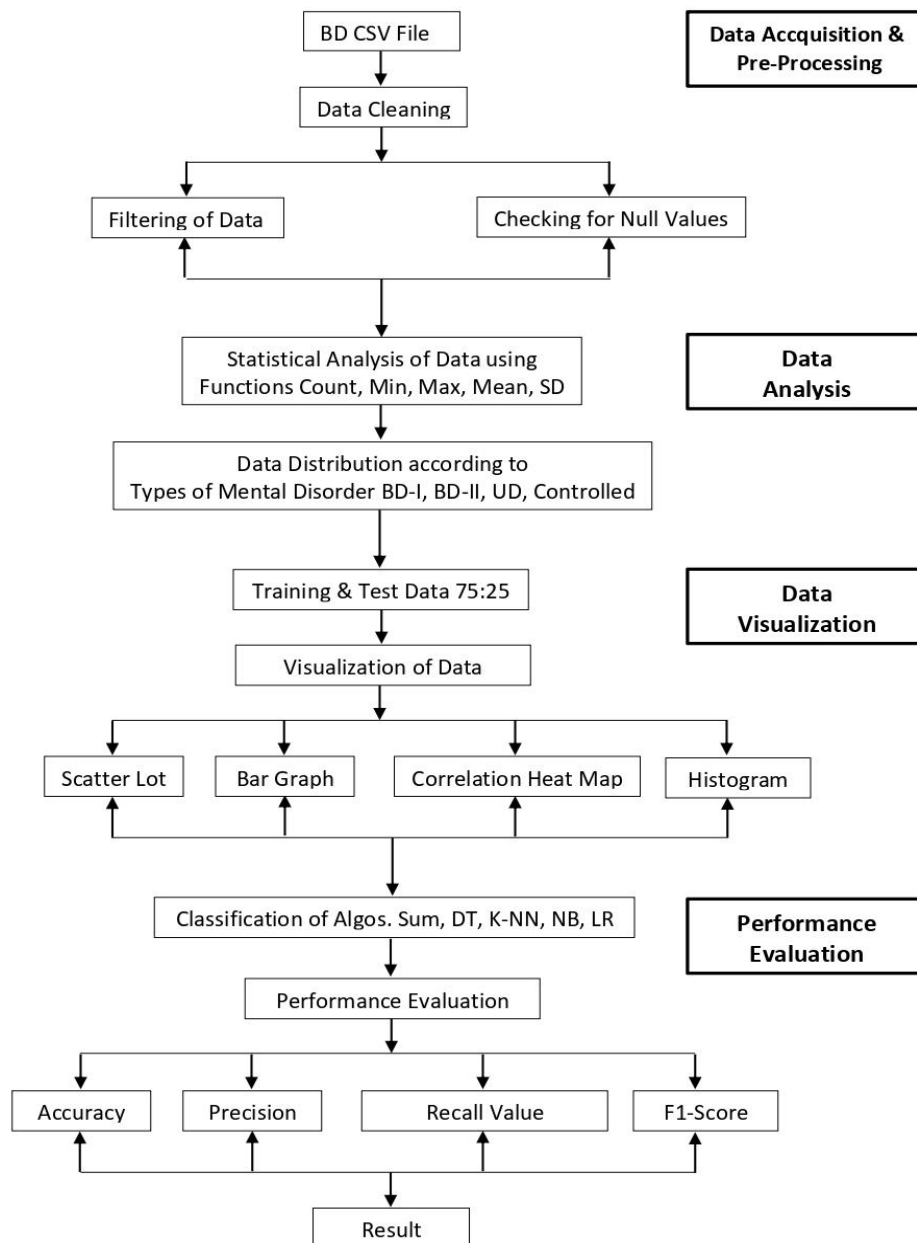 BD CSV File
Data Accquisition &
Pre-Processing
Data Cleaning
Filtering of Data
Checking for Null Values
Statistical Analysis of Data using
Functions Count, Min, Max, Mean, SD
Data
Analysis
Data Distribution according to
Types of Mental Disorder BD-I, BD-II, UD, Controlled
Training & Test Data 75:25
Data
Visualization
Visualization of Data
Scatter Lot
Bar Graph
Correlation Heat Map
Histogram
Classification of Algos. Sum, DT, K-NN, NB, LR
Performance
Evaluation
Performance Evaluation
Accuracy
Precision
Recall Value
F1-Score
Result